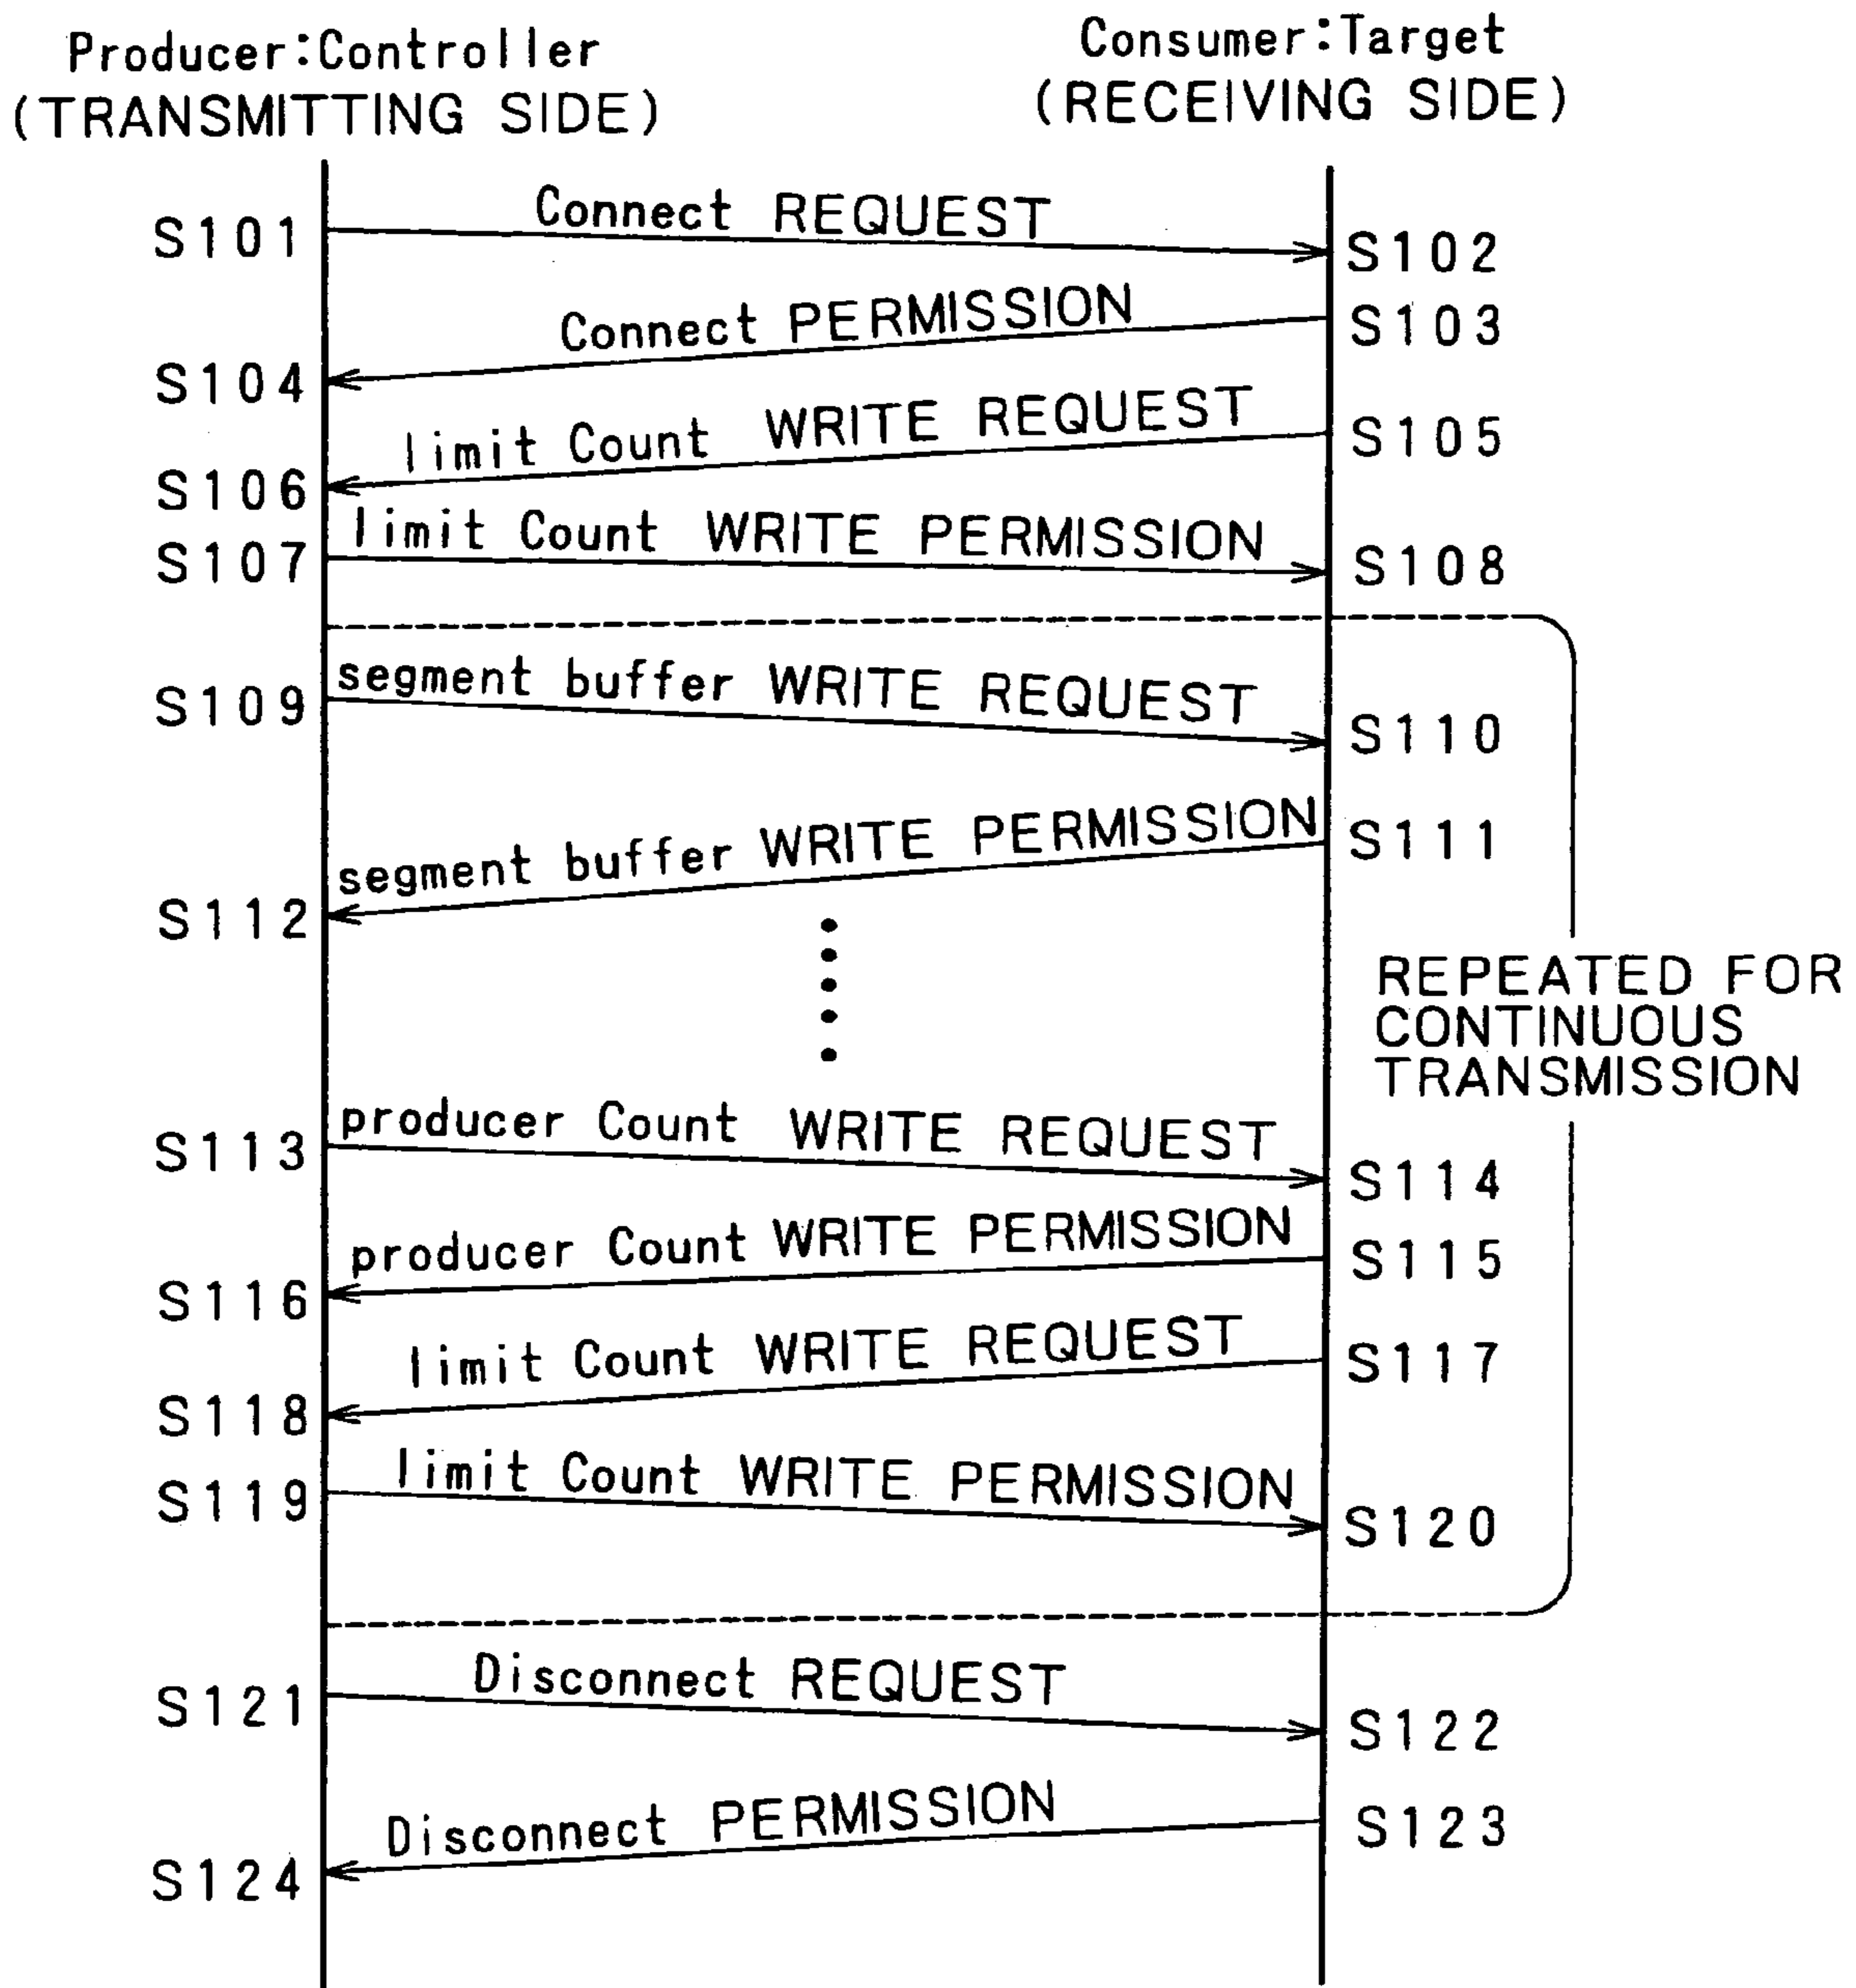 Producer:Controller
(TRANSMITTING SIDE)
Consumer:Target
(RECEIVING SIDE)
S101
Connect REQUEST
S102
Connect PERMISSION
S103
S104
limit Count WRITE REQUEST
S105
S106
limit Count WRITE PERMISSION
S107
S108
segment buffer WRITE REQUEST
S109
S110
segment buffer WRITE PERMISSION
S111
S112
REPEATED FOR
CONTINUOUS
TRANSMISSION
producer Count WRITE REQUEST
S113
S114
producer Count WRITE PERMISSION
S115
S116
limit Count WRITE REQUEST
S117
S118
limit Count WRITE PERMISSION
S119
S120
Disconnect REQUEST
S121
S122
Disconnect PERMISSION
S123
S124